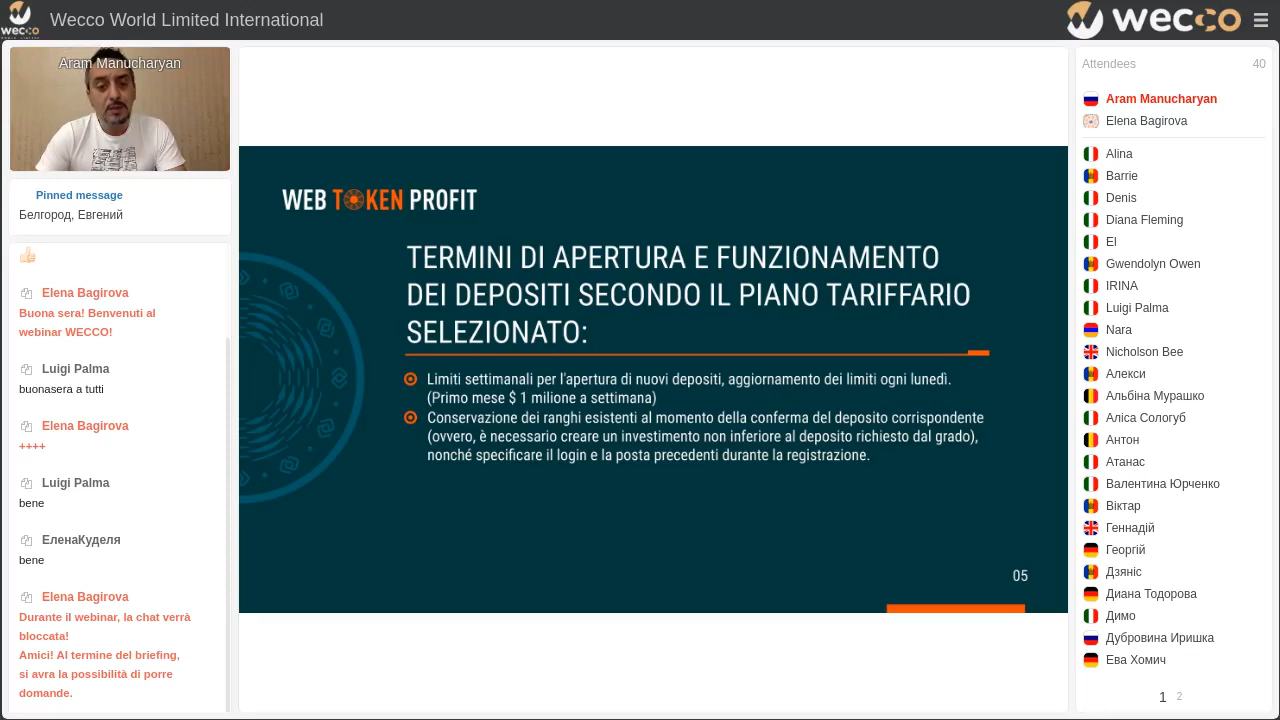 Wecco World Limited International
wecco
wecco
Aram Manucharyan
Pinned message
Белгород, Евгений
Elena Bagirova
Buona sera! Benvenuti al
webinar WECCO!
Luigi Palma
buonasera a tutti
Elena Bagirova
++++
Luigi Palma
bene
ЕленаКуделя
bene
Elena Bagirova
Durante il webinar, la chat verrà
bloccata!
Amici! Al termine del briefing,
si avra la possibilità di porre
domande.
WEB TOKEN PROFIT
TERMINI DI APERTURA E FUNZIONAMENTO
DEI DEPOSITI SECONDO IL PIANO TARIFFARIO
SELEZIONATO:
Limiti settimanali per l'apertura di nuovi depositi, aggiornamento dei limiti ogni lunedì.
(Primo mese $ 1 milione a settimana)
Conservazione dei ranghi esistenti al momento della conferma del deposito corrispondente
(ovvero, è necessario creare un investimento non inferiore al deposito richiesto dal grado),
nonché specificare il login e la posta precedenti durante la registrazione.
05
Attendees 40
Aram Manucharyan
Elena Bagirova
Alina
Barrie
Denis
Diana Fleming
El
Gwendolyn Owen
IRINA
Luigi Palma
Nara
Nicholson Bee
Алекси
Альбіна Мурашко
Аліса Сологуб
Антон
Атанас
Валентина Юрченко
Віктар
Геннадій
Георгій
Дзяніс
Диана Тодорова
Димо
Дубровина Иришка
Ева Хомич
1 2